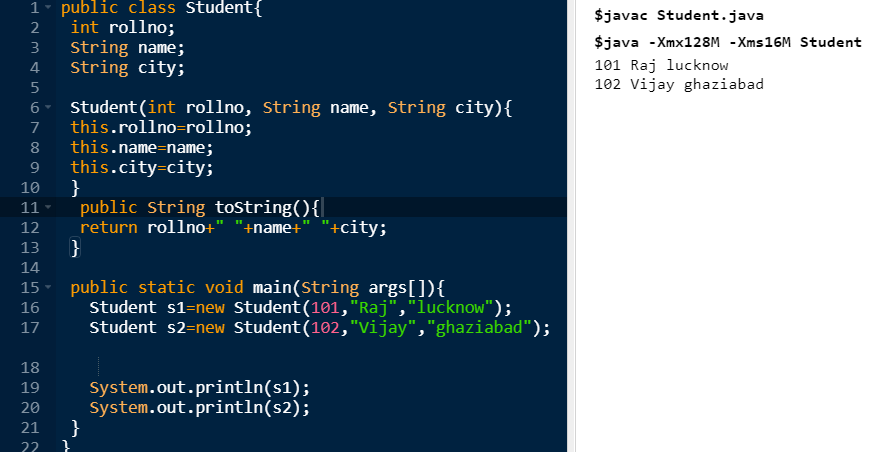 1 public class Student{
2 int rollno;
3 String name;
4 String city;
5
6 Student(int rollno, String name, String city){
7 this.rollno=rollno;
8 this.name=name;
9 this.city=city;
10 }
11 public String toString(){
12 return rollno+" "+name+" "+city;
13 }
14
15 public static void main(String args[]){
16 Student s1=new Student(101,"Raj","lucknow");
17 Student s2=new Student(102,"Vijay","ghaziabad");
18
19 System.out.println(s1);
20 System.out.println(s2);
21 }
22 }
$javac Student.java
$java -Xmx128M -Xms16M Student
101 Raj lucknow
102 Vijay ghaziabad